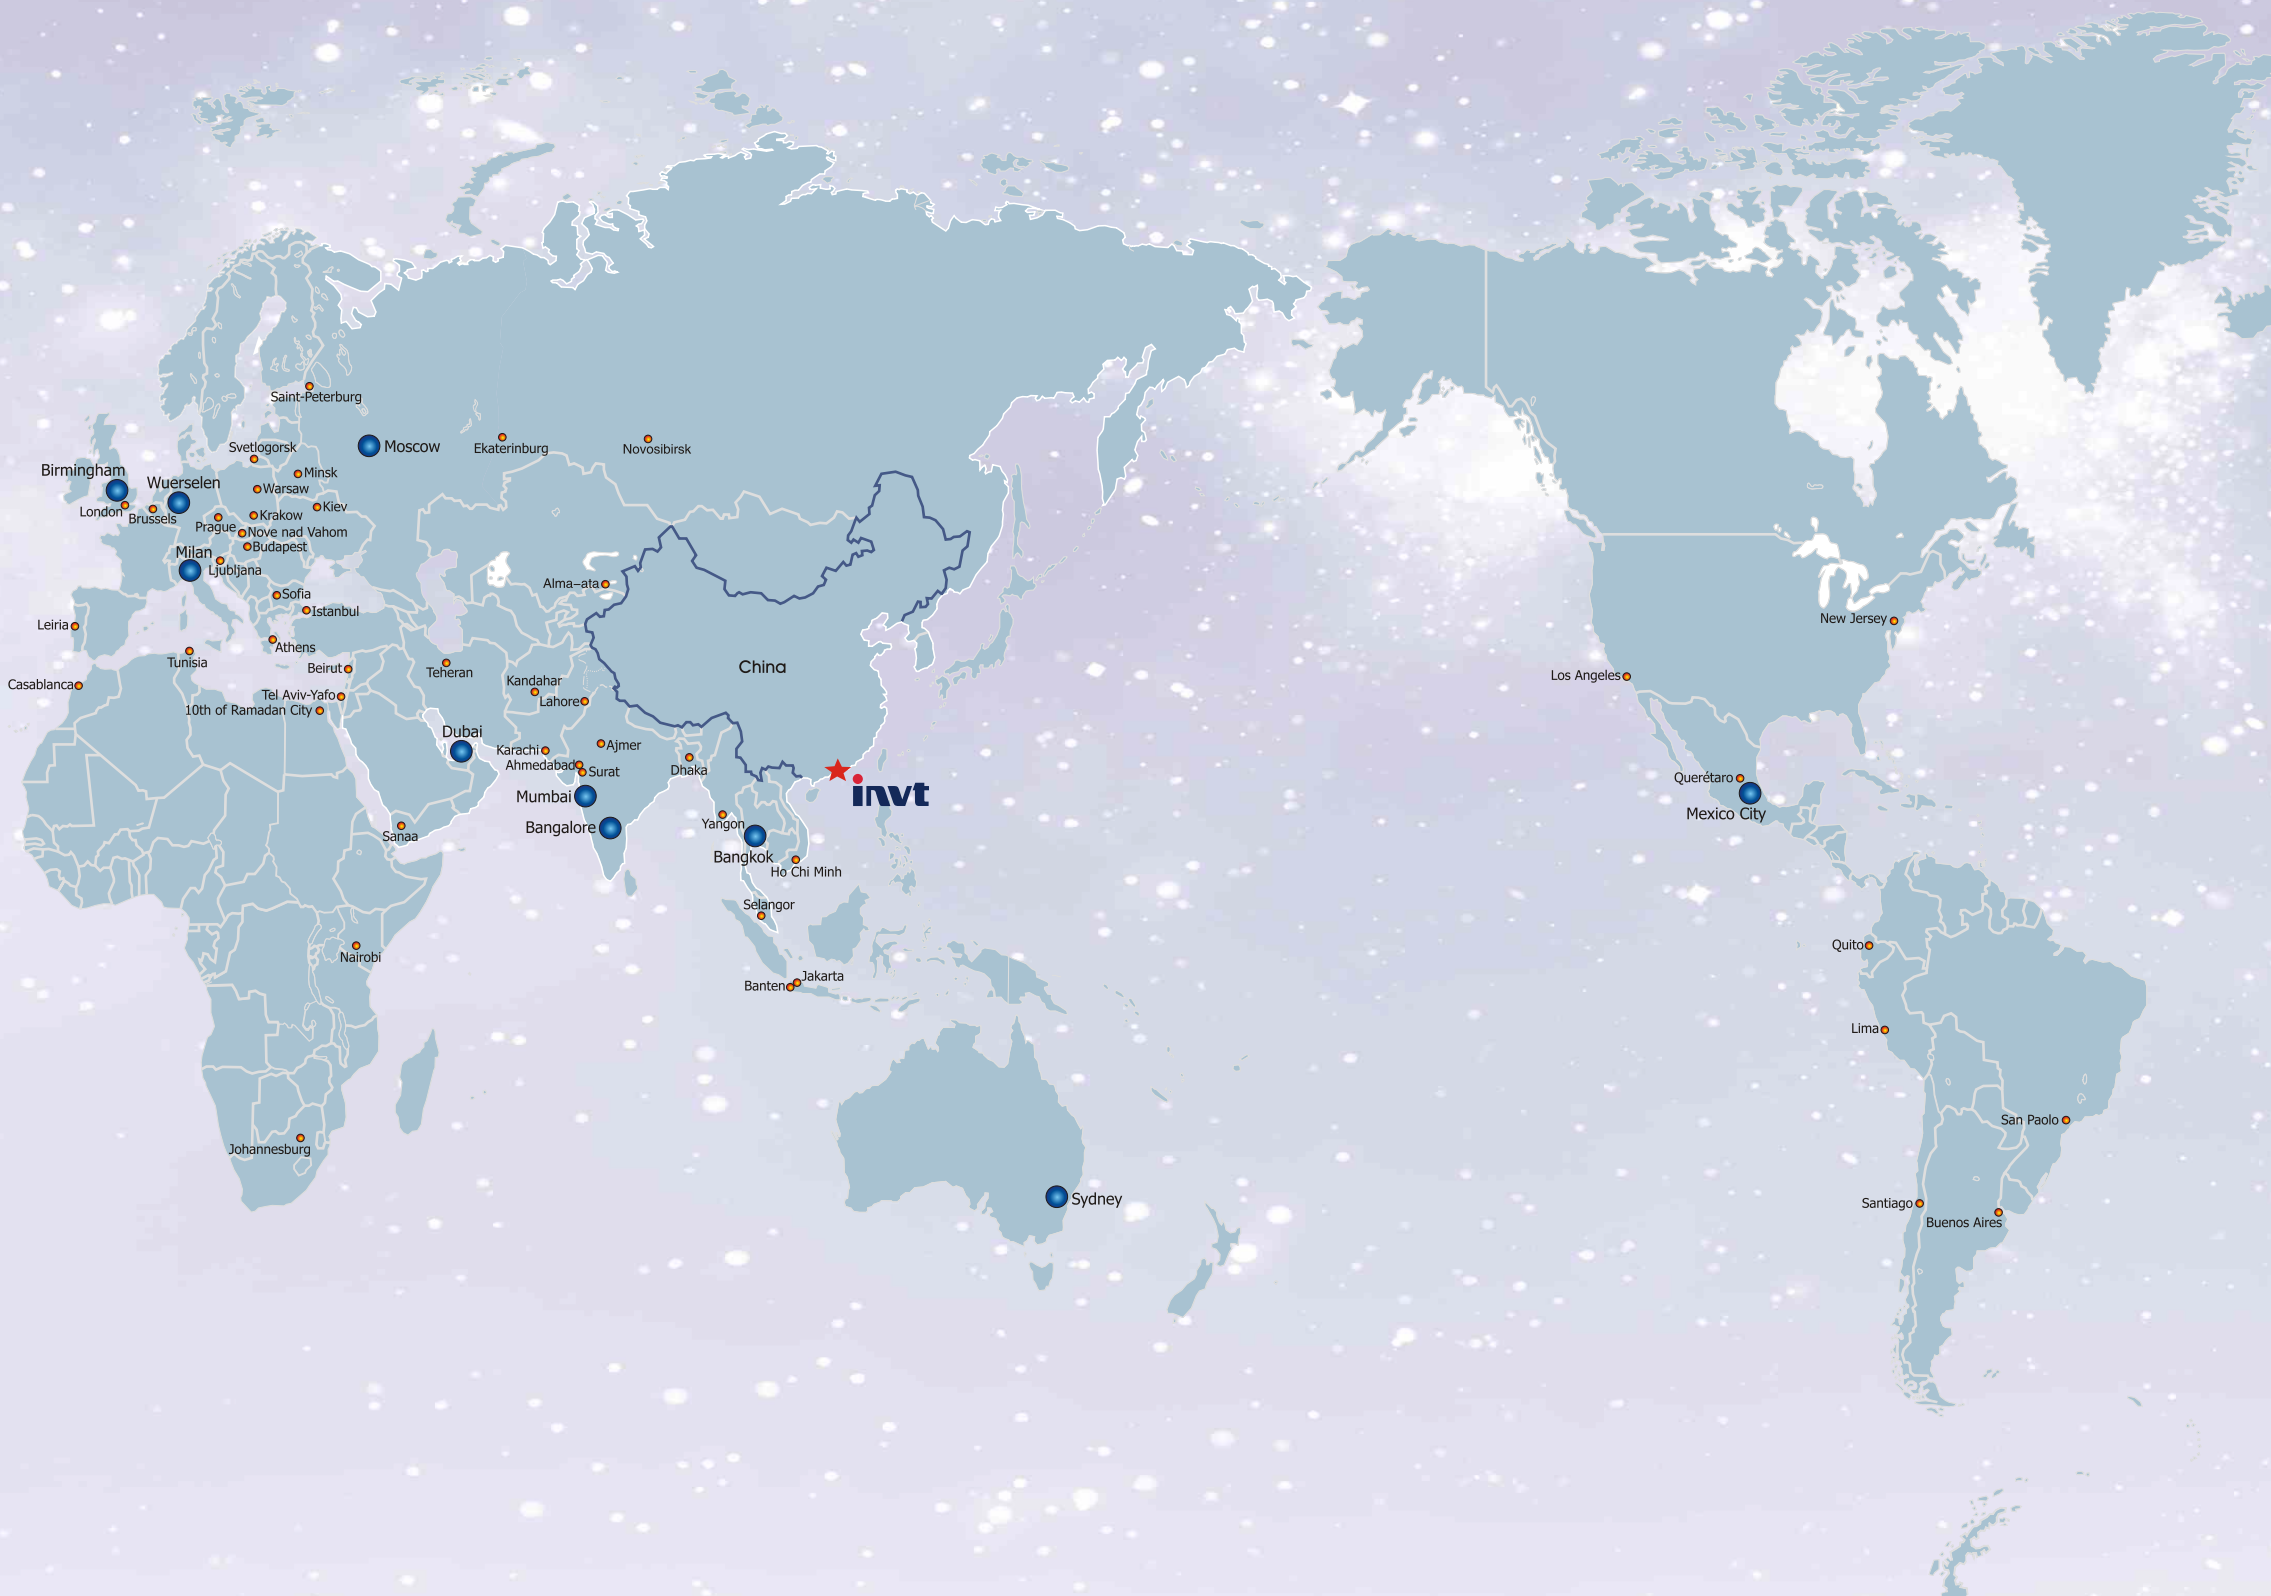 Saint-Peterburg
Svetlogorsk
Moscow
Ekaterinburg
Novosibirsk
Birmingham
Minsk
Wuerselen
Warsaw
London
Brussels
Krakow
Kiev
Prague
Nove nad Vahom
Budapest
Milan
Ljubljana
Alma-ata
Sofia
Istanbul
Leiria
Athens
Tunisia
Beirut
Teheran
China
Casablanca
Kandahar
Tel Aviv-Yafo
Lahore
10th of Ramadan City
Dubai
Karachi
Ajmer
Ahmedabad
Surat
Dhaka
invt
Mumbai
Bangalore
Yangon
Sanaa
Bangkok
Ho Chi Minh
Selangor
Nairobi
Jakarta
Banten
Johannesburg
Sydney
New Jersey
Los Angeles
Querétaro
Mexico City
Quito
Lima
San Paolo
Santiago
Buenos Aires